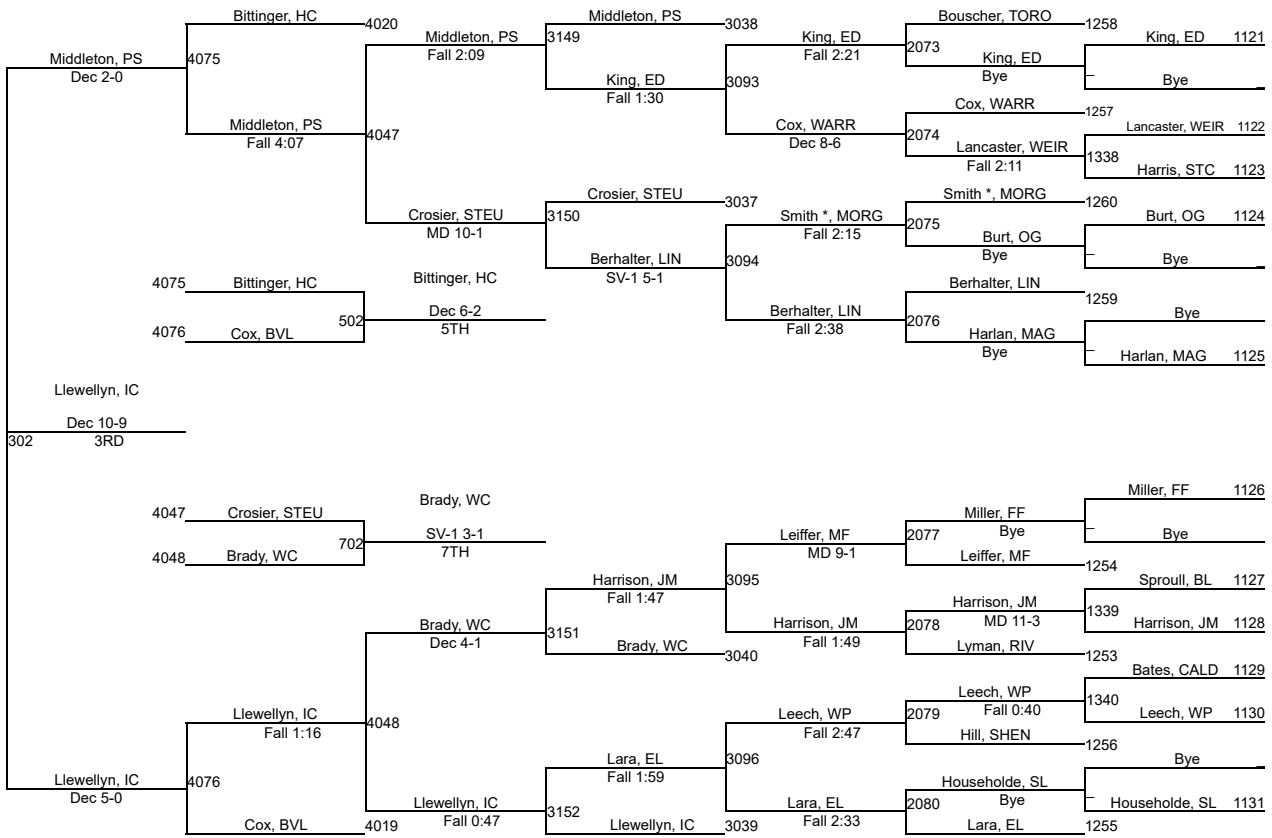 Bittinger, HC 4020 Middleton, PS 3038 Bouscher, TORO 1258
Middleton, PS 3149 King, ED 2073 King, ED 1121
Middleton, PS 4075 Fall 2:09 Fall 2:21 King, ED
Dec 2-0 King, ED 3093 Bye _ Bye _
Fall 1:30 Cox, WARR 1257
Middleton, PS 4047 Cox, WARR 2074 Lancaster, WEIR 1122
Fall 4:07 Dec 8-6 Lancaster, WEIR 1338
Fall 2:11 Harris, STC 1123
Crosier, STEU 3037 Smith *, MORG 1260
Crosier, STEU 3150 Smith *, MORG 2075 Burt, OG 1124
MD 10-1 Fall 2:15 Burt, OG
Berhalter, LIN 3094 Bye _ Bye _
Bittinger, HC SV-1 5-1
4075 Bittinger, HC Berhalter, LIN 1259
502 Dec 6-2 Berhalter, LIN 2076 Bye
4076 Cox, BVL 5TH Fall 2:38 Harlan, MAG
Bye _ Harlan, MAG 1125
Llewellyn, IC
Dec 10-9
302 3RD
Brady, WC Miller, FF 1126
4047 Crosier, STEU Miller, FF
702 SV-1 3-1 Leiffer, MF 2077 Bye _ Bye _
4048 Brady, WC 7TH MD 9-1 Leiffer, MF 1254
Harrison, JM 3095 Sproull, BL 1127
Fall 1:47 Harrison, JM 1339
Brady, WC 3151 Harrison, JM 2078 MD 11-3 Harrison, JM 1128
Dec 4-1 Brady, WC 3040 Fall 1:49 Lyman, RIV 1253
Bates, CALD 1129
Leech, WP 1340
Llewellyn, IC 4048 Leech, WP 2079 Fall 0:40 Leech, WP 1130
Fall 1:16 Fall 2:47 Hill, SHEN 1256
Lara, EL 3096 Bye _
Llewellyn, IC 4076 Fall 1:59 Householde, SL
Dec 5-0 Llewellyn, IC 3152 Lara, EL 2080 Bye _ Householde, SL 1131
Fall 0:47 Fall 2:33
Cox, BVL 4019 Llewellyn, IC 3039 Lara, EL 1255